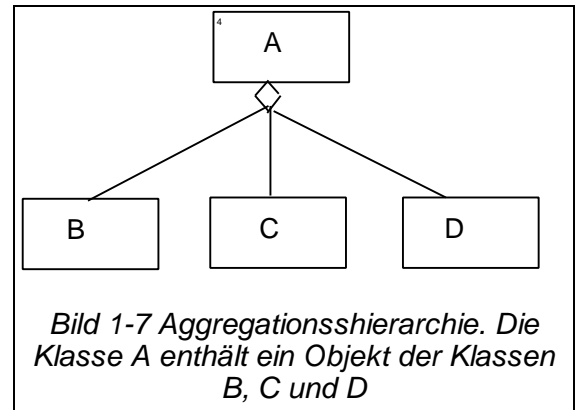 4
A
B C D
Bild 1-7 Aggregationsshierarchie. Die
Klasse A enthält ein Objekt der Klassen
B, C und D